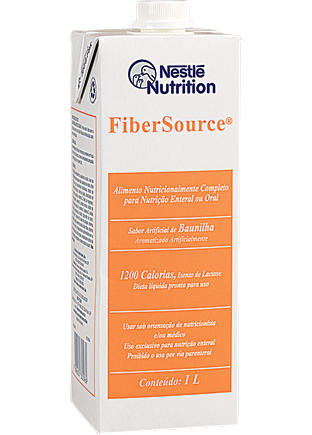 Nestlé
Nutrition
FiberSource®
Alimento Nutricionalmente Completo
para Nutrição Enteral ou Oral
Sabor Artificial de Baunilha
Aromatizado Artificialmente
1200 Calorias, Isento de Lactose
Dieta líquida pronta para uso
Usar sob orientação de nutricionista
e/ou médico
Uso exclusivo para nutrição enteral
Proibido o uso por via parenteral
Conteúdo: 1 L